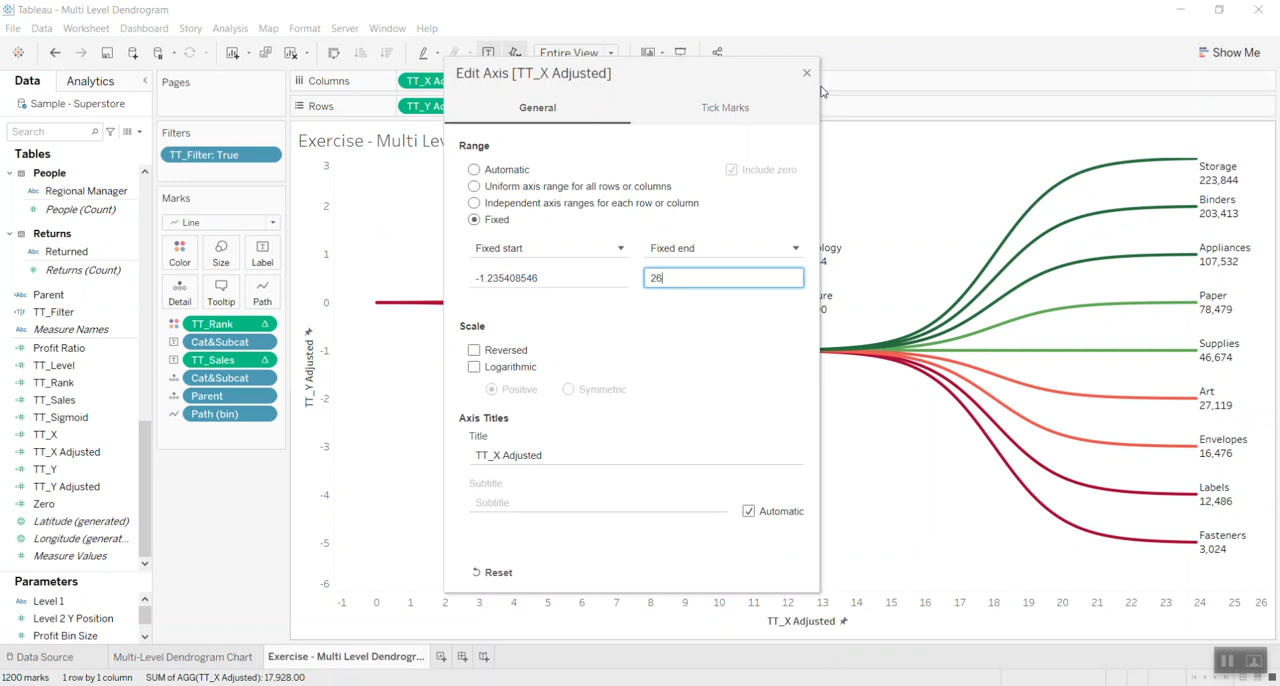 Tableau - Multi Level Dendrogram
File Data Worksheet Dashboard Story Analysis Map Format Server Window Help
Entire View
Show Me
Data Analytics
Sample - Superstore
Search
Tables
People
Abc Regional Manager
# People (Count)
Returns
Abc Returned
# Returns (Count)
Parent
TT_Filter
Abc Measure Names
Profit Ratio
TT_Level
TT_Rank
TT_Sales
TT_Sigmoid
TT_X
TT_X Adjusted
TT_Y
TT_Y Adjusted
Zero
Latitude (generated)
Longitude (generat...
# Measure Values
Parameters
Abc Level 1
# Level 2 Y Position
# Profit Bin Size
Pages
Filters
TT_Filter: True
Marks
Line
Color Size Label
Detail Tooltip Path
TT_Rank
Cat&Subcat
TT_Sales
Cat&Subcat
Parent
Path (bin)
Columns TT_X Ad
Rows TT_Y Ad
Exercise - Multi Lev
3
2
1
0
-1
-2
-3
-4
-5
-6
TT_Y Adjusted
Edit Axis [TT_X Adjusted]
General Tick Marks
Range
Automatic Include zero
Uniform axis range for all rows or columns
Independent axis ranges for each row or column
Fixed
Fixed start Fixed end
-1.235408546 26
Scale
Reversed
Logarithmic
Positive Symmetric
Axis Titles
Title
TT_X Adjusted
Subtitle
Subtitle
Automatic
Reset
ology
4
ure
0
Storage
223,844
Binders
203,413
Appliances
107,532
Paper
78,479
Supplies
46,674
Art
27,119
Envelopes
16,476
Labels
12,486
Fasteners
3,024
-1 0 1 2 3 4 5 6 7 8 9 10 11 12 13 14 15 16 17 18 19 20 21 22 23 24 25 26
TT_X Adjusted
Data Source Multi-Level Dendrogram Chart Exercise - Multi Level Dendrogr...
1200 marks 1 row by 1 column SUM of AGG(TT_X Adjusted): 17,928.00